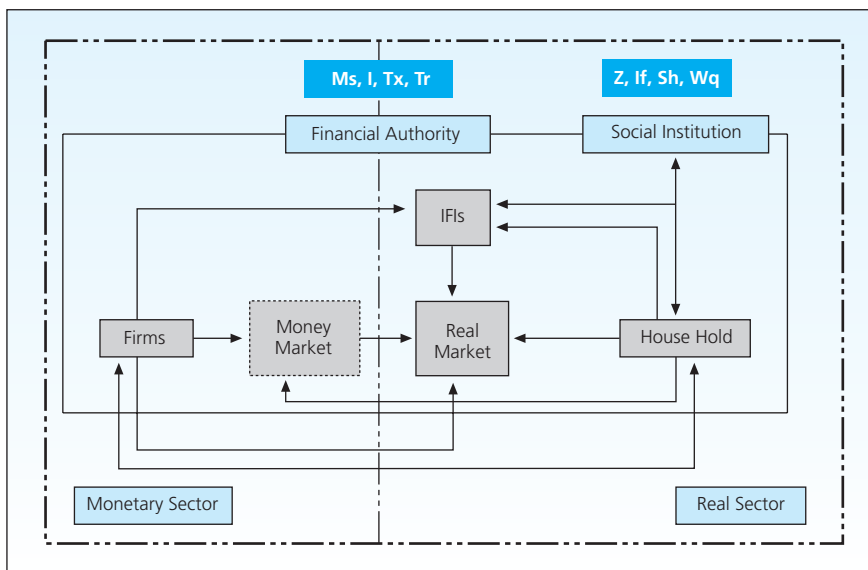 Ms, I, Tx, Tr
Z, If, Sh, Wq
Financial Authority
Social Institution
IFIs
Firms
Money
Market
Real
Market
House Hold
Monetary Sector
Real Sector